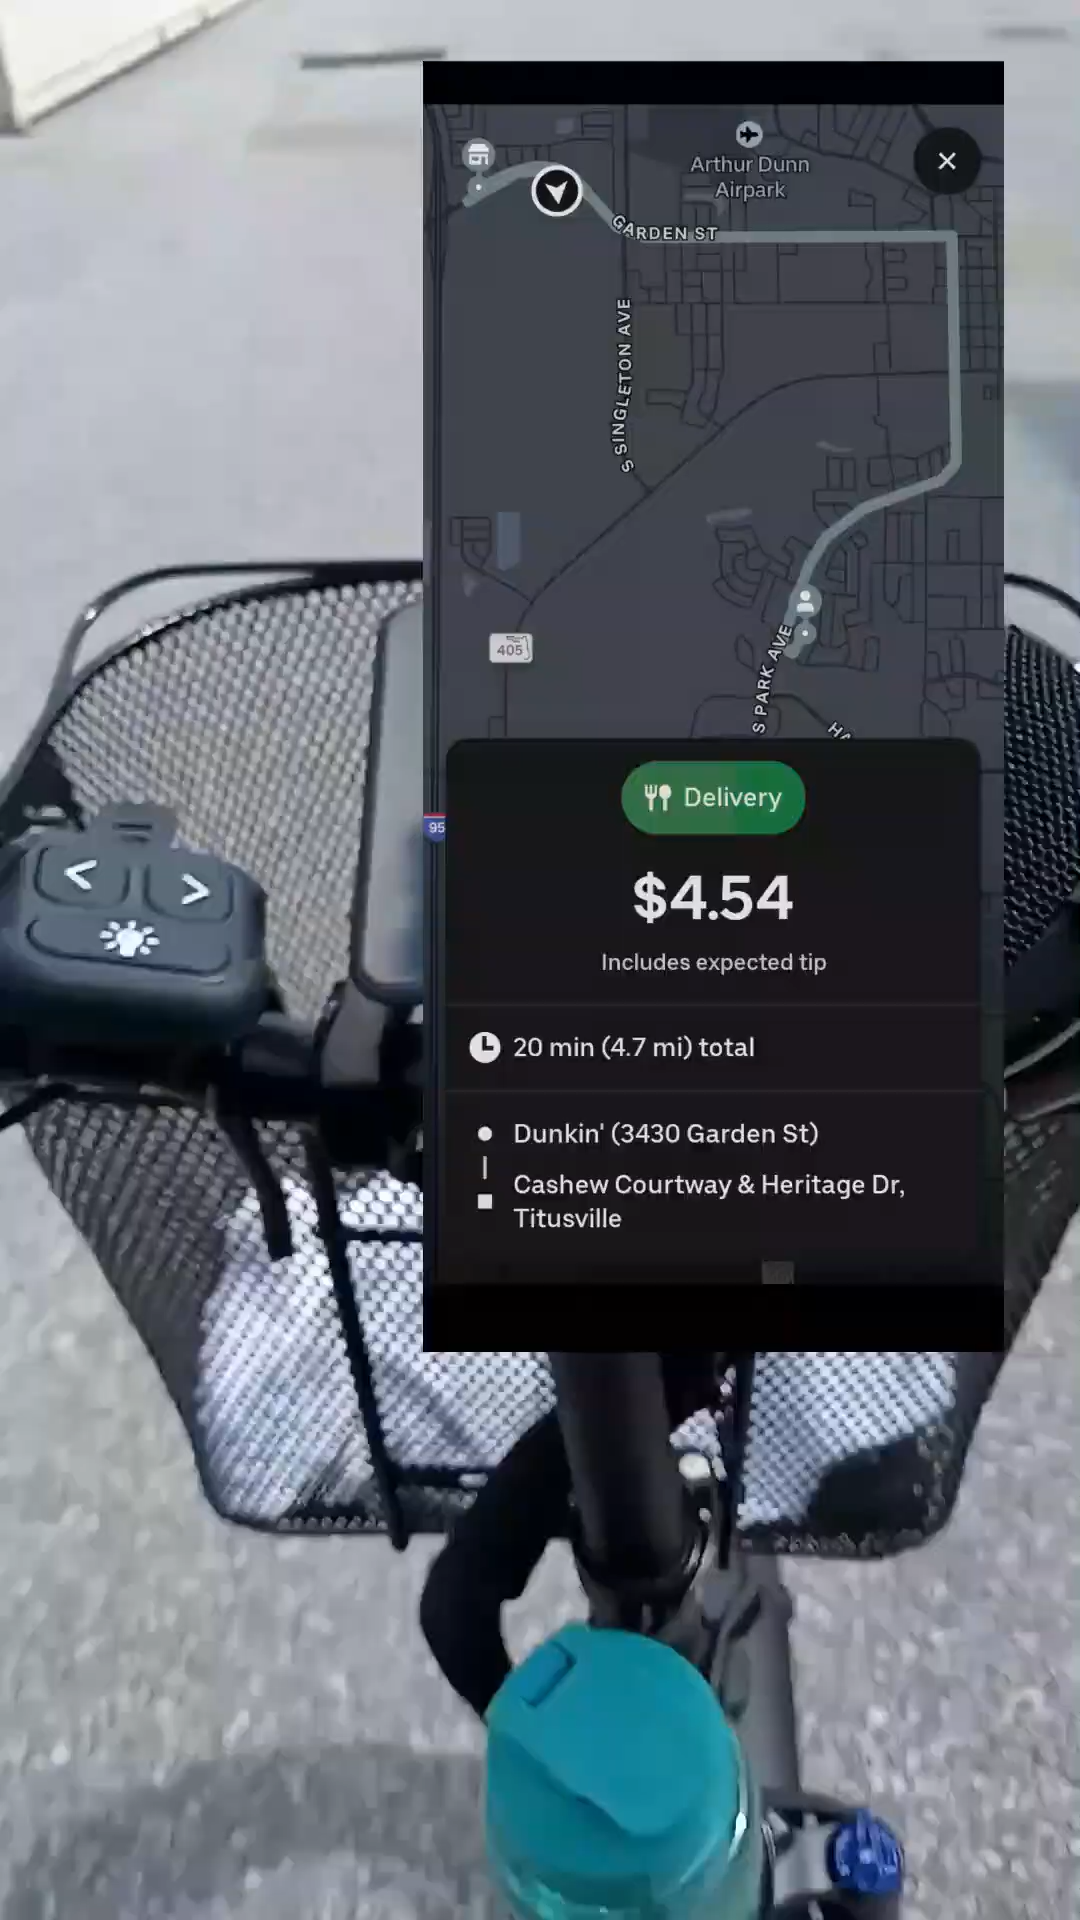 Arthur Dunn
Airpark
GARDEN ST
S SINGLETON AVE
405
S PARK AVE
HA
95
Delivery
$4.54
Includes expected tip
20 min (4.7 mi) total
Dunkin' (3430 Garden St)
Cashew Courtway & Heritage Dr,
Titusville